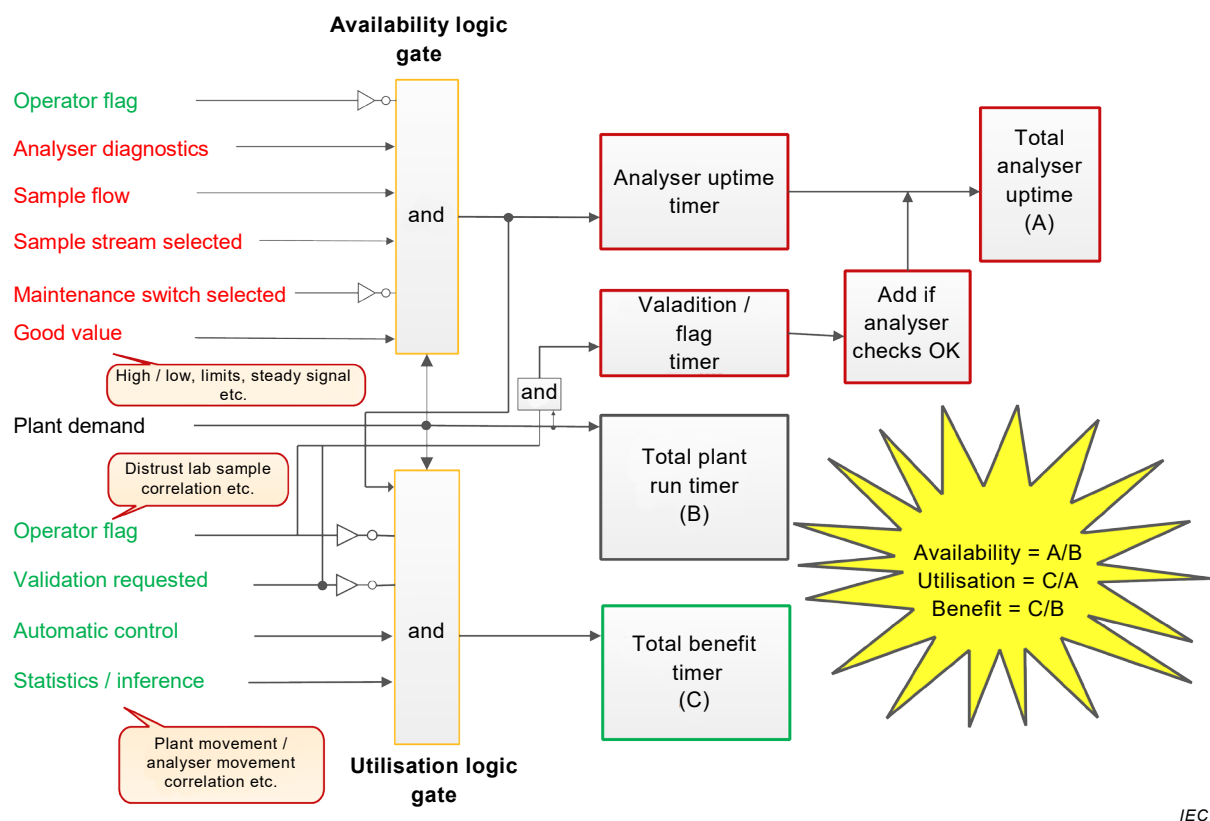 Availability logic
gate
Operator flag
Analyser diagnostics
Sample flow
Sample stream selected
Maintenance switch selected
Good value
High / low, limits, steady signal
etc.
and
Analyser uptime
timer
Total
analyser
uptime
(A)
Valadition /
flag
timer
Add if
analyser
checks OK
and
Plant demand
Total plant
run timer
(B)
Distrust lab sample
correlation etc.
Operator flag
Validation requested
Automatic control
Statistics / inference
Plant movement /
analyser movement
correlation etc.
and
Utilisation logic
gate
Total benefit
timer
(C)
Availability = A/B
Utilisation = C/A
Benefit = C/B
IEC